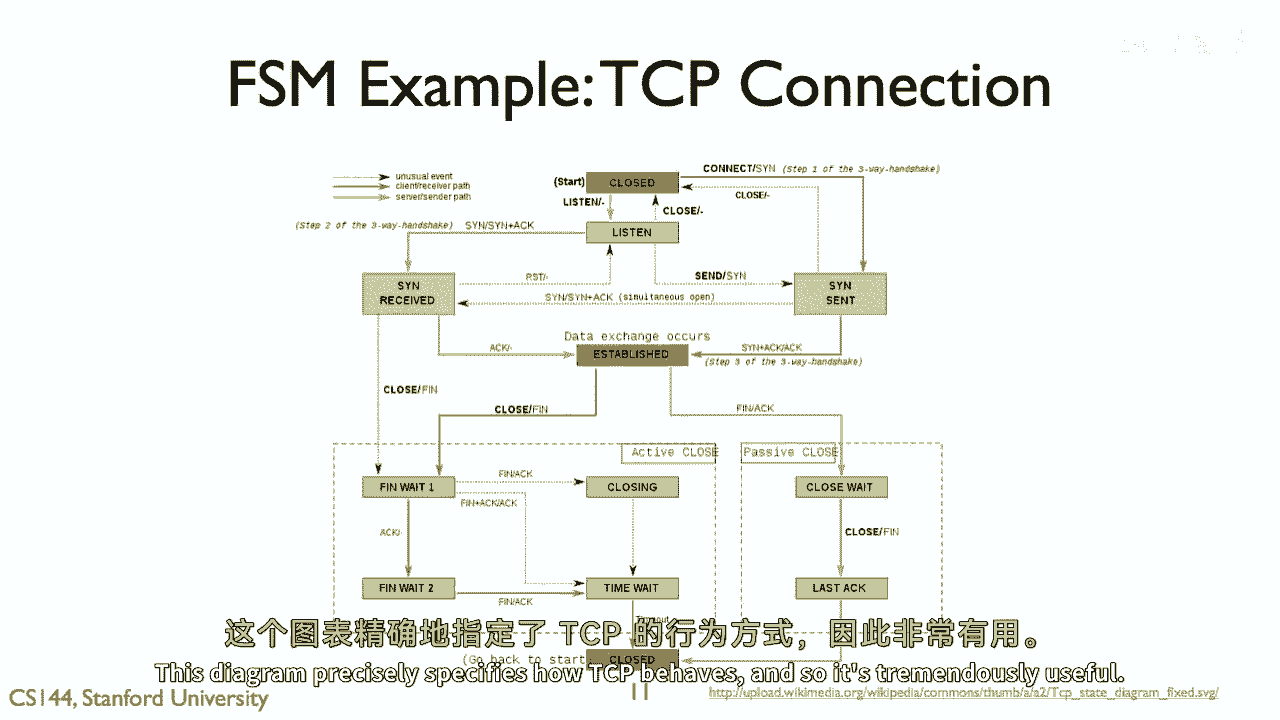 FSM Example: TCP Connection
unusual event
client/receiver path
server/sender path
(Start)
CLOSED
CONNECT/SYN (Step 1 of the 3-way-handshake)
CLOSE/-
LISTEN/-
CLOSE/-
(Step 2 of the 3-way-handshake) SYN/SYN+ACK
LISTEN
SYN
RECEIVED
RST/-
SEND/SYN
SYN
SENT
SYN/SYN+ACK (simultaneous open)
Data exchange occurs
ACK/-
ESTABLISHED
SYN+ACK/ACK
(Step 3 of the 3-way-handshake)
CLOSE/FIN
CLOSE/FIN
FIN/ACK
Active CLOSE
Passive CLOSE
FIN WAIT 1
FIN/ACK
CLOSING
CLOSE WAIT
FIN+ACK/ACK
ACK/-
CLOSE/FIN
FIN WAIT 2
FIN/ACK
TIME WAIT
LAST ACK
(Go back to start)
CLOSED
这个图表精确地指定了 TCP 的行为方式，因此非常有用。
This diagram precisely specifies how TCP behaves, and so it's tremendously useful.
CS144, Stanford University
11
http://upload.wikimedia.org/wikipedia/commons/thumb/a/a2/Tcp_state_diagram_fixed.svg/